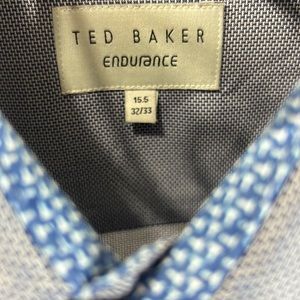 TED BAKER
ENDURANCE
15.5
32/33